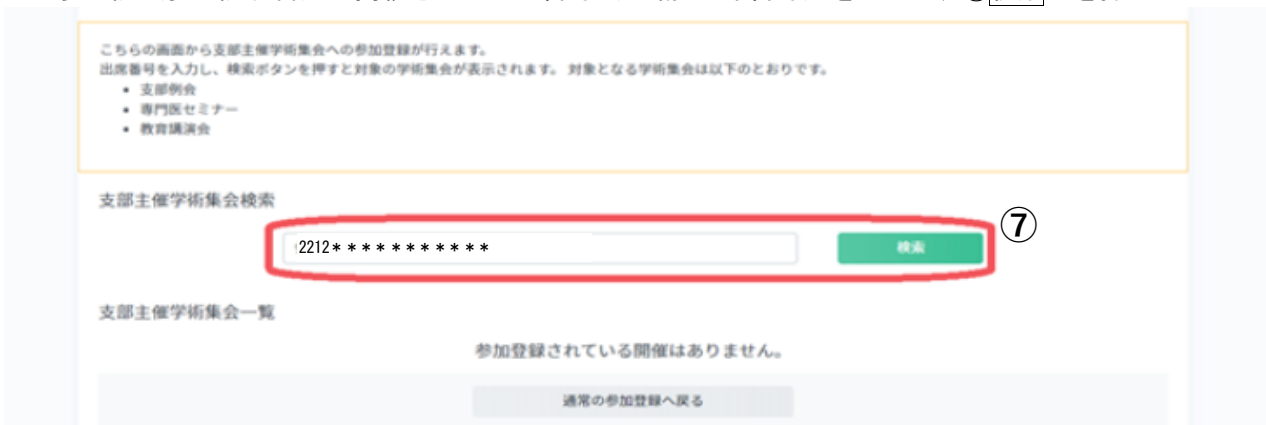 こちらの画面から支部主催学術集会への参加登録が行えます。
出席番号を入力し、検索ボタンを押すと対象の学術集会が表示されます。 対象となる学術集会は以下のとおりです。
• 支部例会
• 専門医セミナー
• 教育講演会
支部主催学術集会検索
2212＊＊＊＊＊＊＊＊＊＊＊
検索
⑦
支部主催学術集会一覧
参加登録されている開催はありません。
通常の参加登録へ戻る